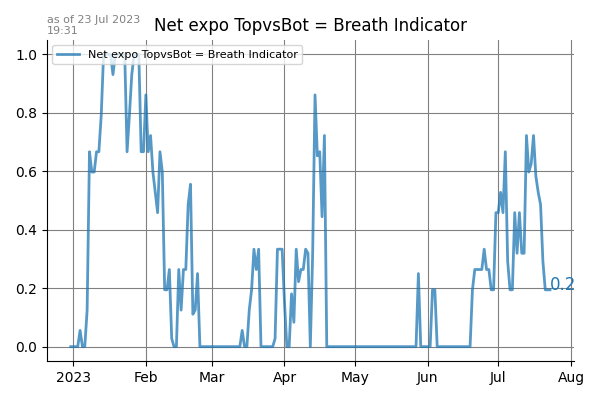 as of 23 Jul 2023
19:31
Net expo TopvsBot = Breath Indicator
Net expo TopvsBot = Breath Indicator
1.0
0.8
0.6
0.4
0.2
0.0
0.2
2023 Feb Mar Apr May Jun Jul Aug